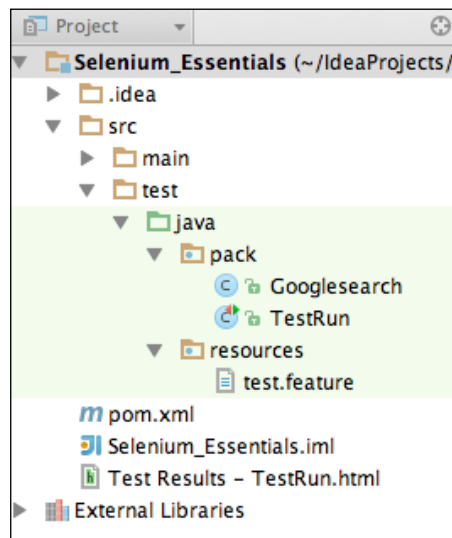 Project
Selenium_Essentials (~/IdeaProjects/
.idea
src
main
test
java
pack
Googlesearch
TestRun
resources
test.feature
pom.xml
Selenium_Essentials.iml
Test Results – TestRun.html
External Libraries